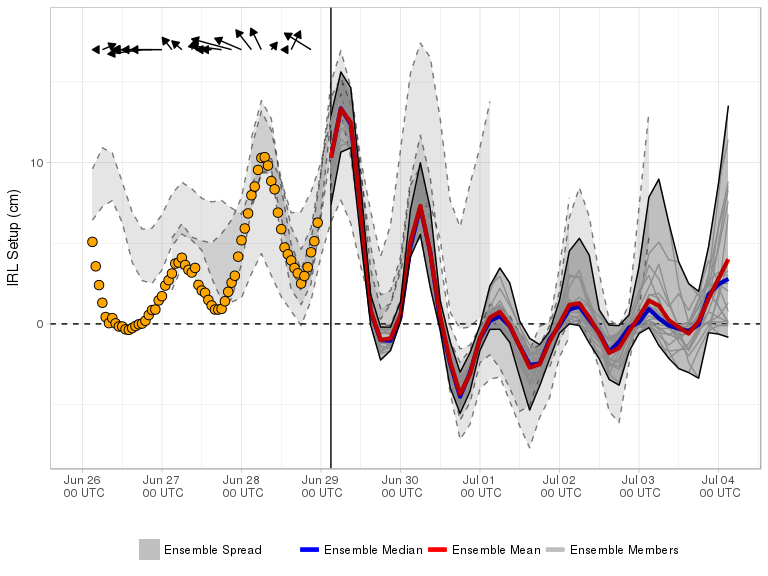 IRL Setup (cm)
10
0
Jun 26 Jun 27 Jun 28 Jun 29 Jun 30 Jul 01 Jul 02 Jul 03 Jul 04
00 UTC 00 UTC 00 UTC 00 UTC 00 UTC 00 UTC 00 UTC 00 UTC 00 UTC
Ensemble Spread Ensemble Median Ensemble Mean Ensemble Members